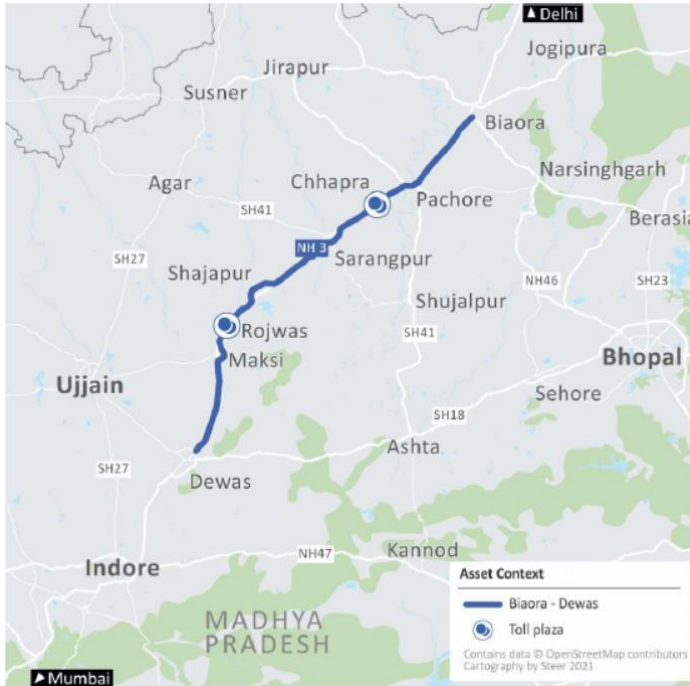 Delhi
Jogipura
Jirapur
Susner
Biaora
Chhapra
Narsinghgarh
Agar
Pachore
SH41
Berasia
NH 3
Sarangpur
SH27
Shajapur
NH46
SH23
Shujalpur
Rojwas
SH41
Maksi
Bhopal
Ujjain
Sehore
SH18
Ashta
SH27
Dewas
NH47
Kannod
Indore
MADHYA
PRADESH
Mumbai
Asset Context
Biaora - Dewas
Toll plaza
Contains data © OpenStreetMap contributors
Cartography by Steer 2021